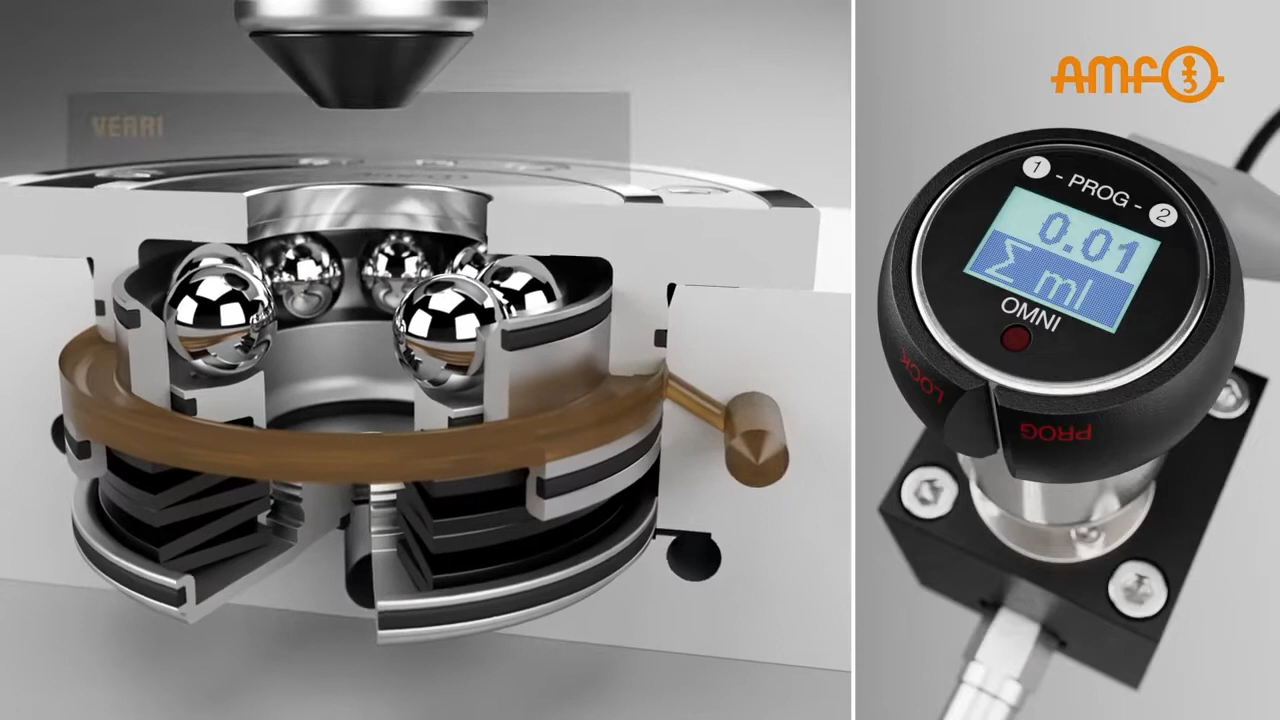 VERRI
AMF
1 - PROG - 2
0.01
Σ ml
OMNI
LOCK
PROG